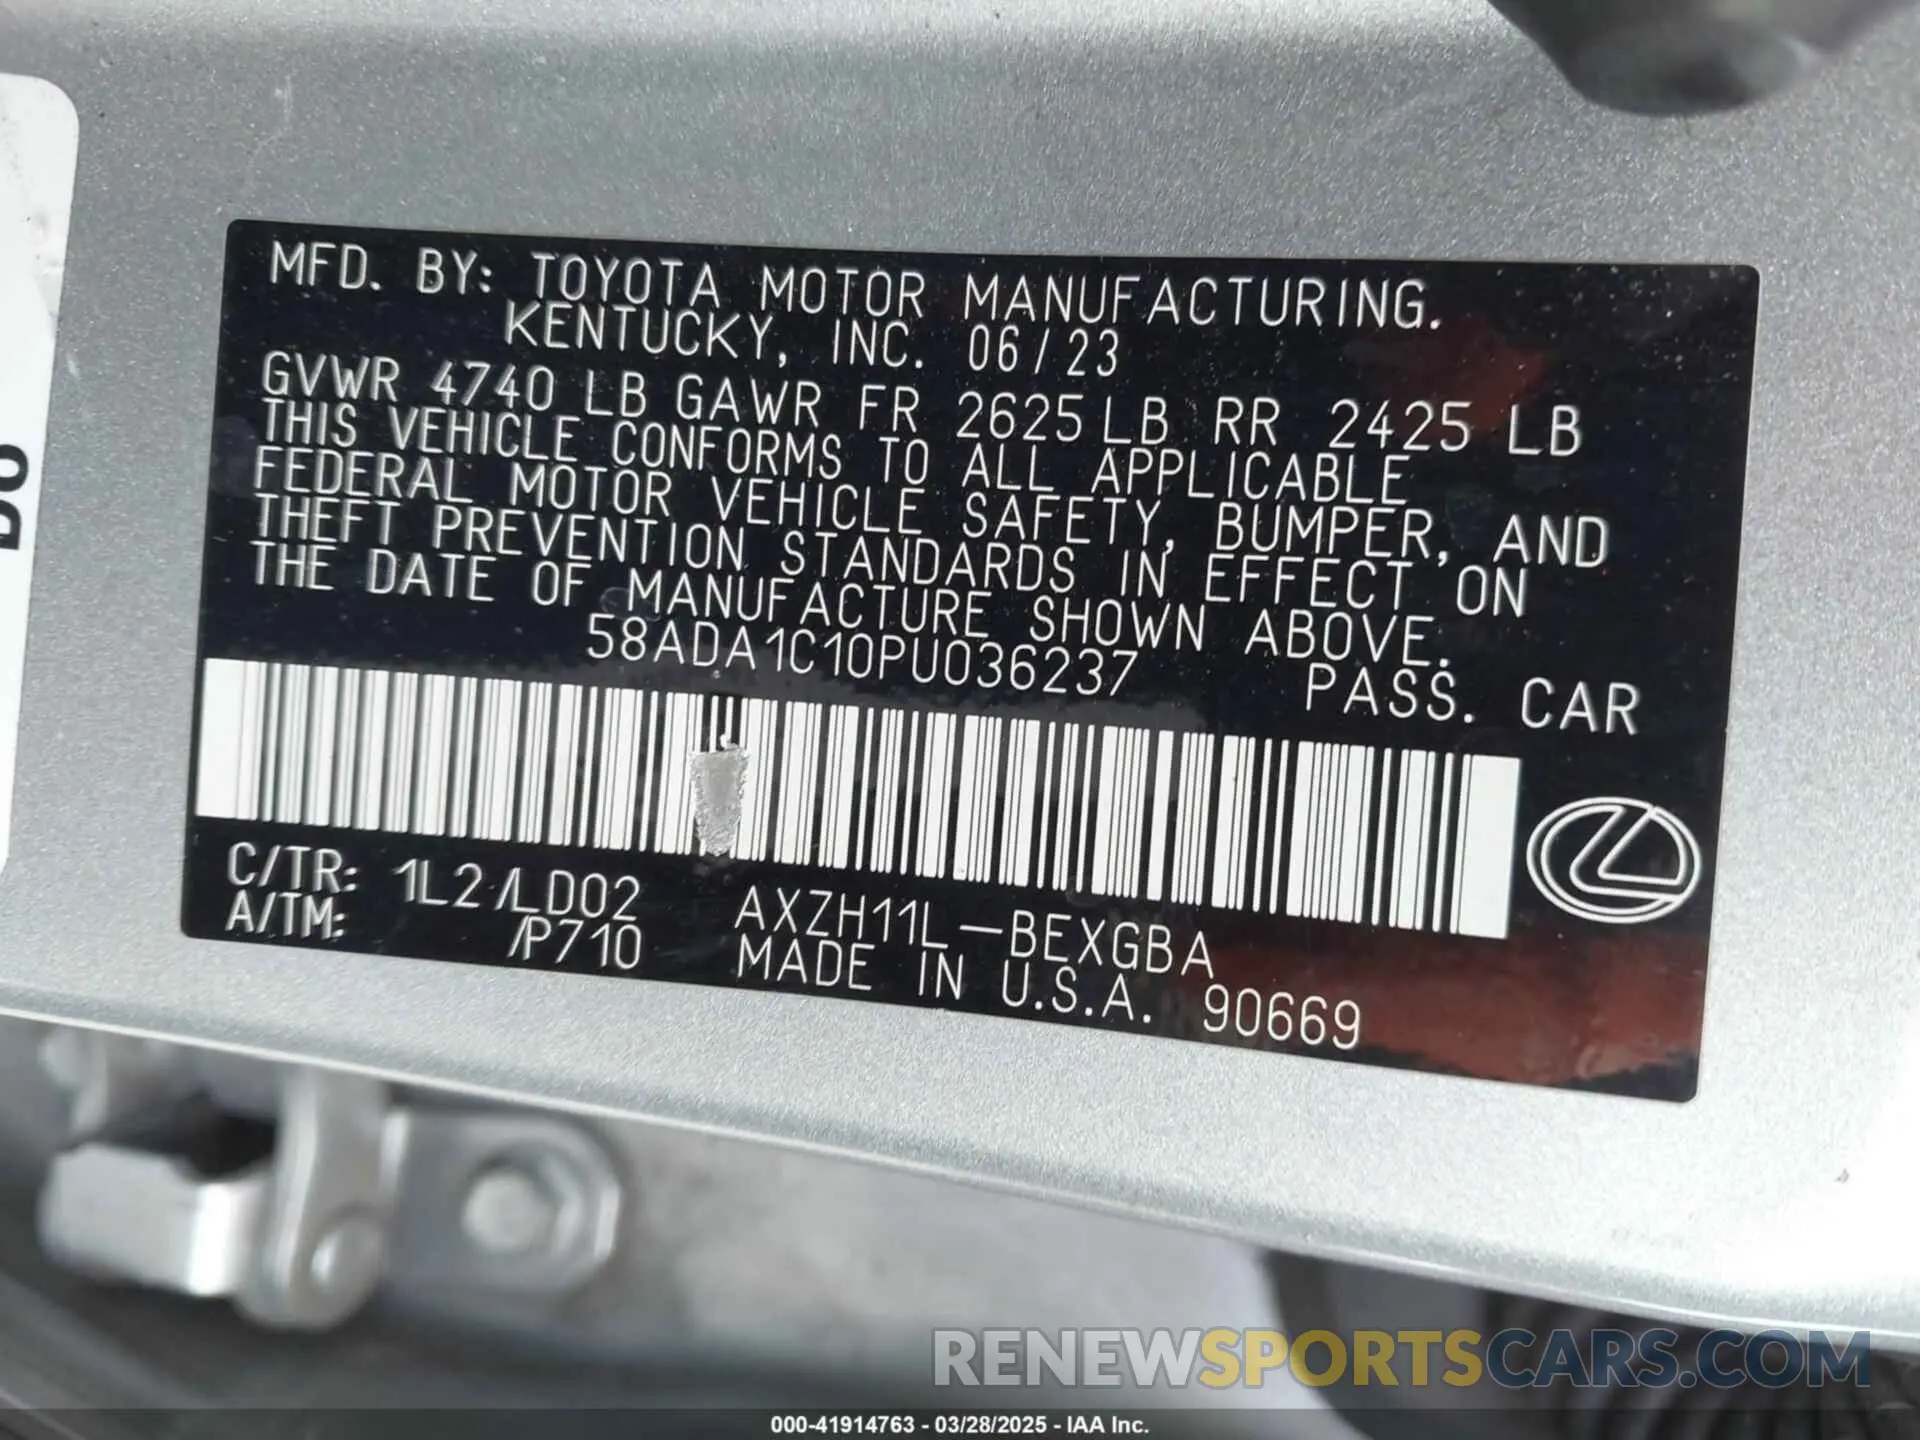 MFD. BY: TOYOTA MOTOR MANUFACTURING.
KENTUCKY, INC. 06/23
GVWR 4740 LB GAWR FR 2625 LB RR 2425 LB
THIS VEHICLE CONFORMS TO ALL APPLICABLE
FEDERAL MOTOR VEHICLE SAFETY, BUMPER, AND
THEFT PREVENTION STANDARDS IN EFFECT ON
THE DATE OF MANUFACTURE SHOWN ABOVE.
58ADA1C10PU036237 PASS. CAR
C/TR: 1L2/LD02 AXZH11L-BEXGBA
A/TM: /P710 MADE IN U.S.A. 90669
RENEWSPORTSCARS.COM
000-41914763 - 03/28/2025 - IAA Inc.